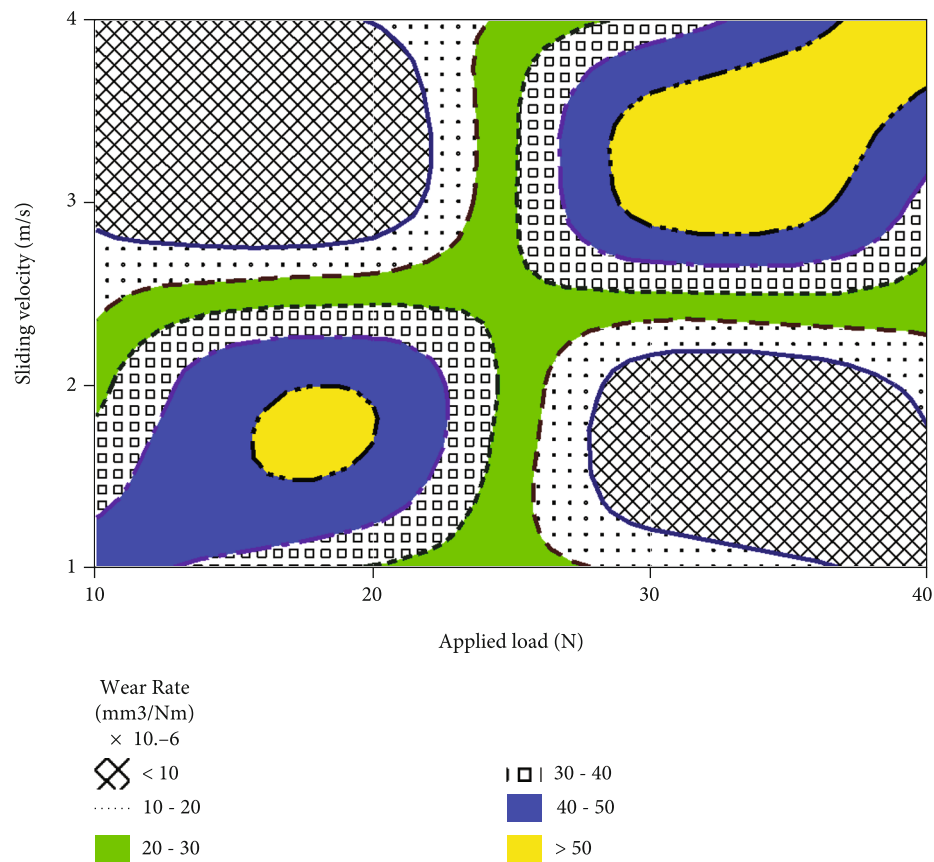 4
3
2
1
Sliding velocity (m/s)
10 20 30 40
Applied load (N)
Wear Rate
(mm3/Nm)
× 10.–6
< 10
10 - 20
20 - 30
30 - 40
40 - 50
> 50